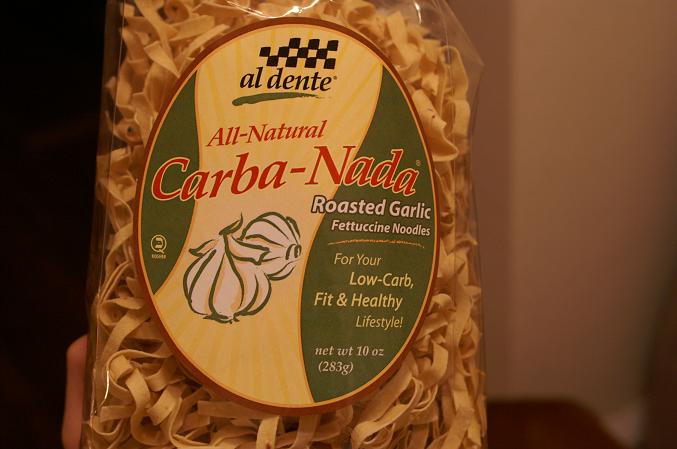 al dente®
All-Natural
Carba-Nada®
Roasted Garlic
Fettuccine Noodles
KOSHER
For Your
Low-Carb,
Fit & Healthy
Lifestyle!
net wt 10 oz
(283g)